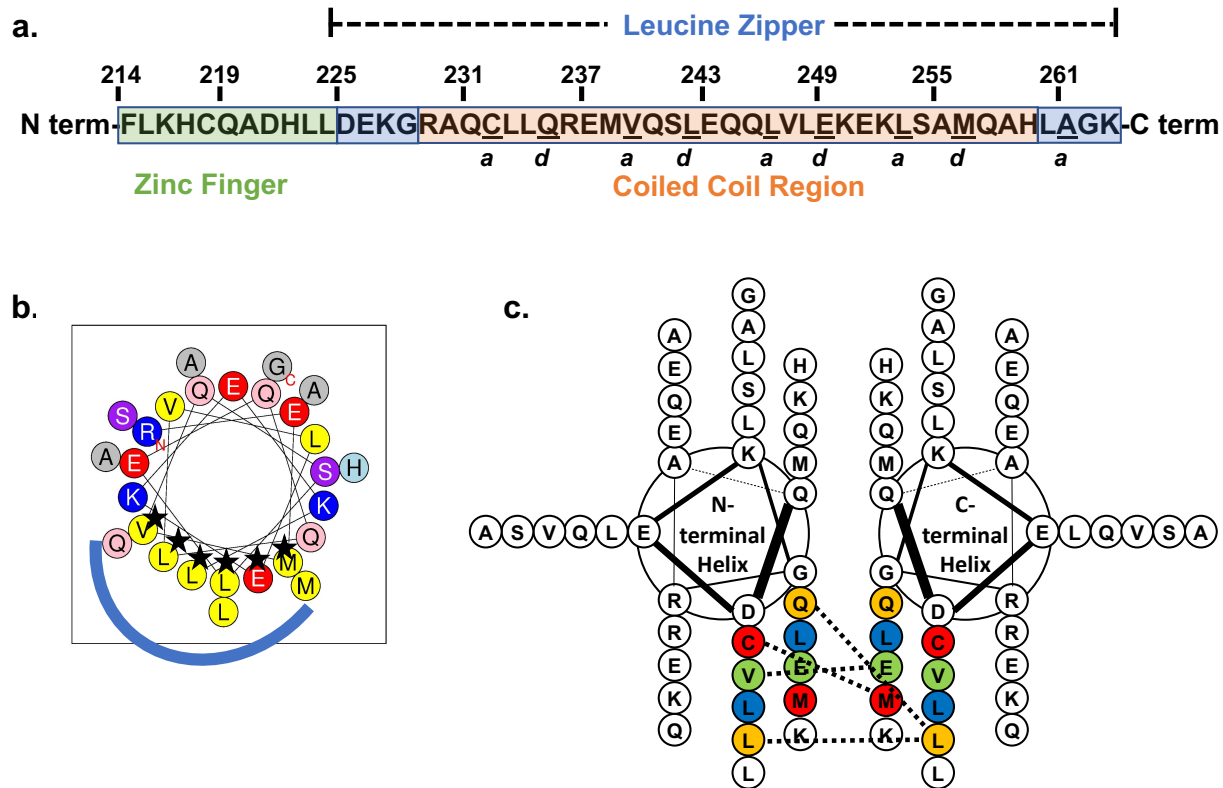 a.
Leucine Zipper
214 219 225 231 237 243 249 255 261
N term-FLKHCQADHLLDEKGRAQCLLQREMVQSLEQQLVLEKEKLSAMQAHLAGK-C term
a d a d a d a d a
Zinc Finger
Coiled Coil Region
b.
A G
Q E Q C A
S V E
R N L
A E S H
K K
Q V Q
L M
L L E M
L
c.
G G
A A A A
L H H L
E S K K S E
Q L Q Q L Q
E K M M K E
A Q Q A
N-
terminal
Helix
C-
terminal
Helix
A S V Q L E E L Q V S A
G G
R D Q Q D R
R C L L C R
E V E E V E
K L M M L K
Q L K K L Q
L L